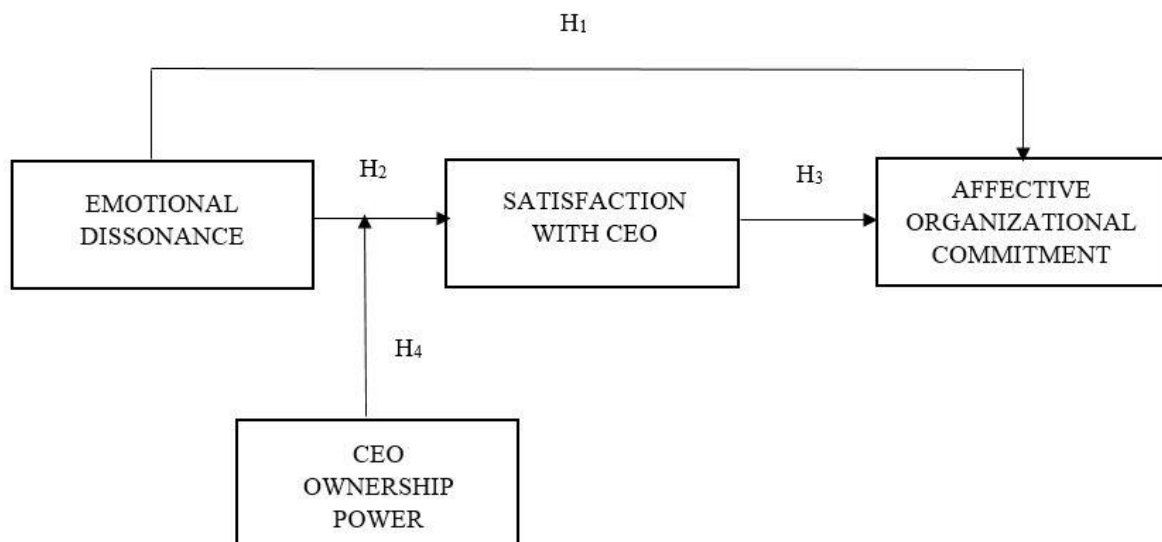 H₁
EMOTIONAL
DISSONANCE
H₂
SATISFACTION
WITH CEO
H₃
AFFECTIVE
ORGANIZATIONAL
COMMITMENT
H₄
CEO
OWNERSHIP
POWER